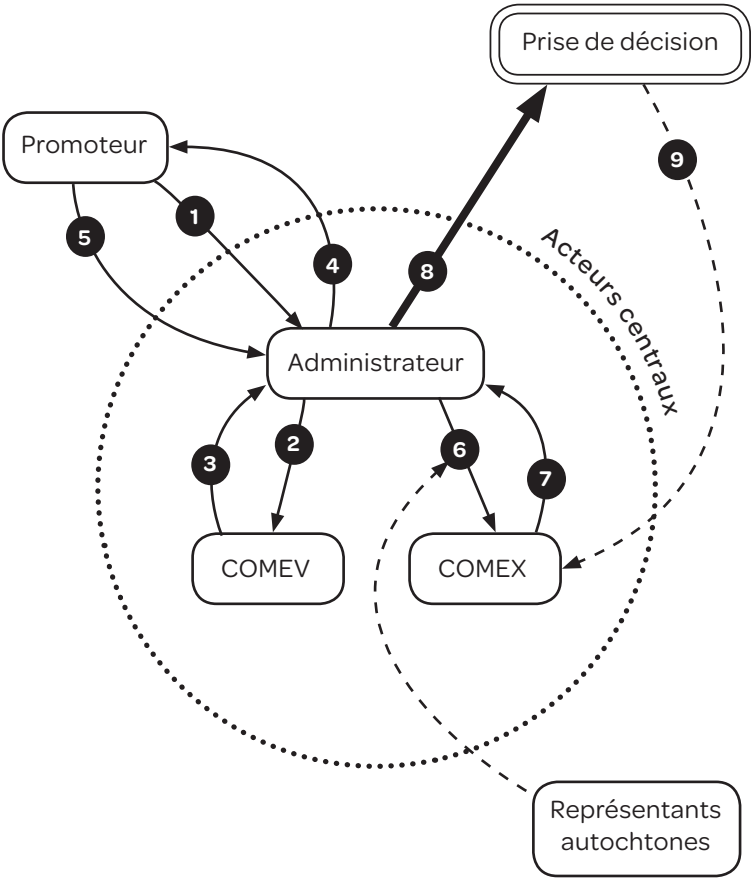 Prise de décision
Promoteur
9
1
5
4
8
Acteurs centraux
Administrateur
2
3
6
7
COMEV
COMEX
Représentants
autochtones